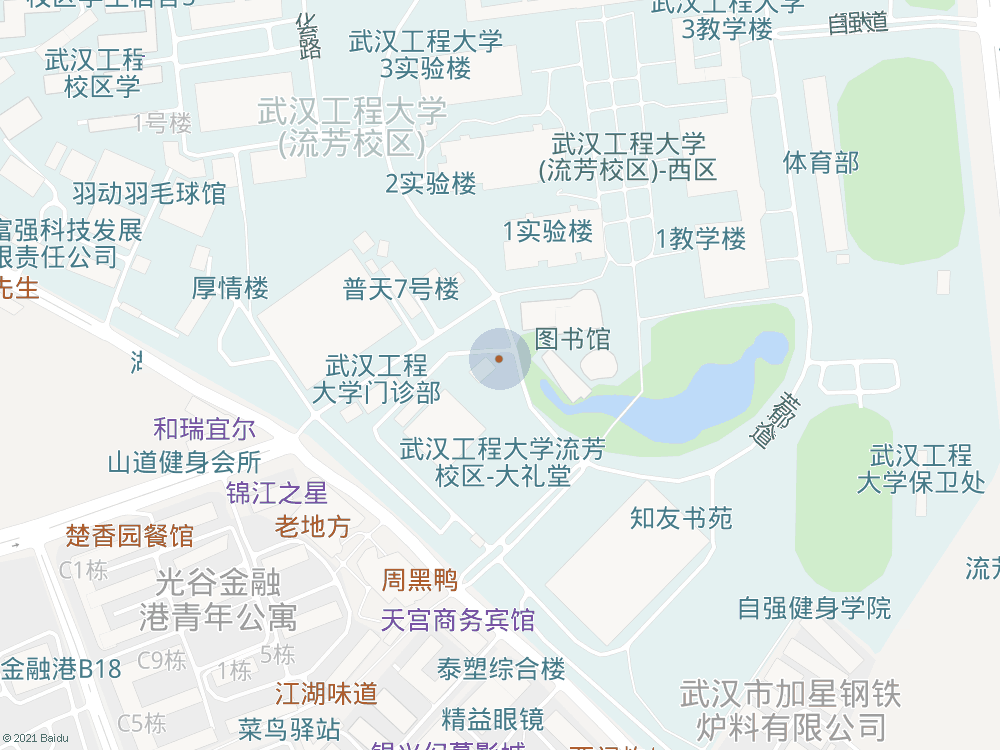 武汉工程大学
3教学楼
自强大道
化育路
武汉工程大学
3实验楼
武汉工程
校区学
1号楼
武汉工程大学
(流芳校区)
武汉工程大学
(流芳校区)-西区
体育部
2实验楼
羽动羽毛球馆
富强科技发展
限责任公司
1实验楼
1教学楼
先生
厚情楼
普天7号楼
图书馆
武汉工程
大学门诊部
和瑞宜尔
山道健身会所
武汉工程大学流芳
校区-大礼堂
武汉工程
大学保卫处
锦江之星
老地方
知友书苑
楚香园餐馆
C1栋
光谷金融
港青年公寓
周黑鸭
天宫商务宾馆
流芳
自强健身学院
金融港B18
C9栋
1栋
5栋
泰塑综合楼
江湖味道
武汉市加星钢铁
炉料有限公司
C5栋
菜鸟驿站
精益眼镜
© 2021 Baidu